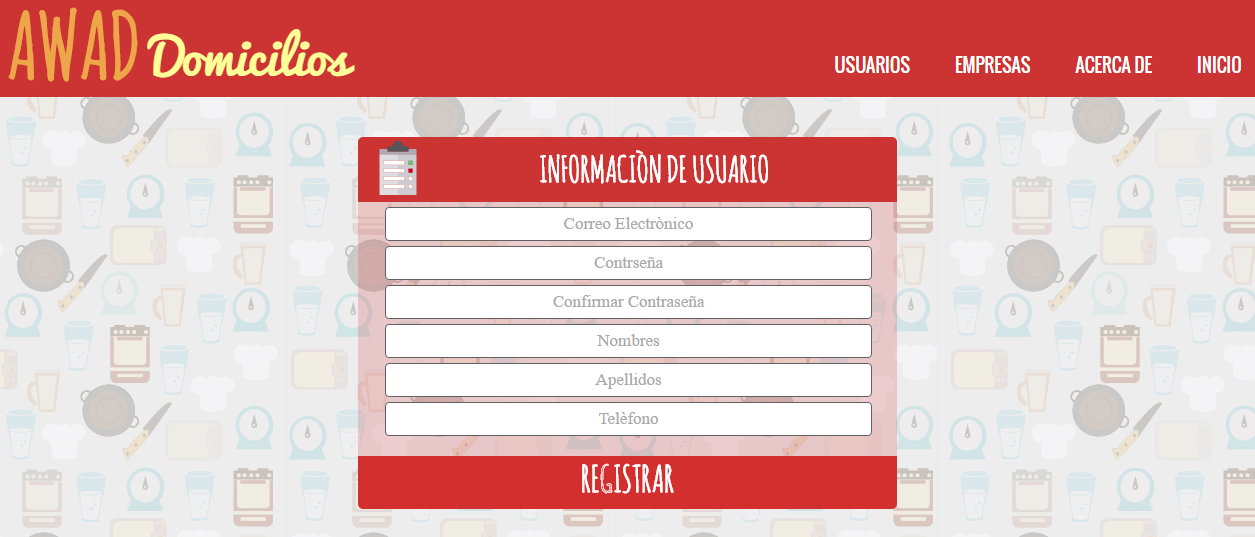 AWAD Domicilios
USUARIOS EMPRESAS ACERCA DE INICIO
INFORMACIÒN DE USUARIO
Correo Electrònico
Contrseña
Confirmar Contraseña
Nombres
Apellidos
Telèfono
REGISTRAR